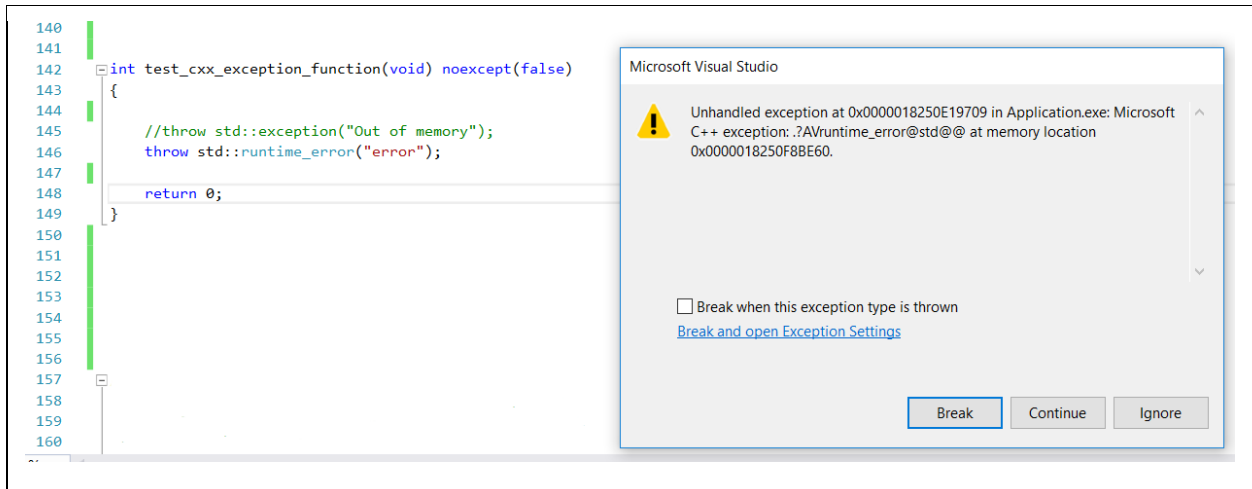 140
141
142 int test_cxx_exception_function(void) noexcept(false)
143 {
144
145 //throw std::exception("Out of memory");
146 throw std::runtime_error("error");
147
148 return 0;
149 }
150
151
152
153
154
155
156
157
158
159
160
Microsoft Visual Studio
Unhandled exception at 0x0000018250E19709 in Application.exe: Microsoft
C++ exception: .?AVruntime_error@std@@ at memory location
0x0000018250F8BE60.
Break when this exception type is thrown
Break and open Exception Settings
Break Continue Ignore